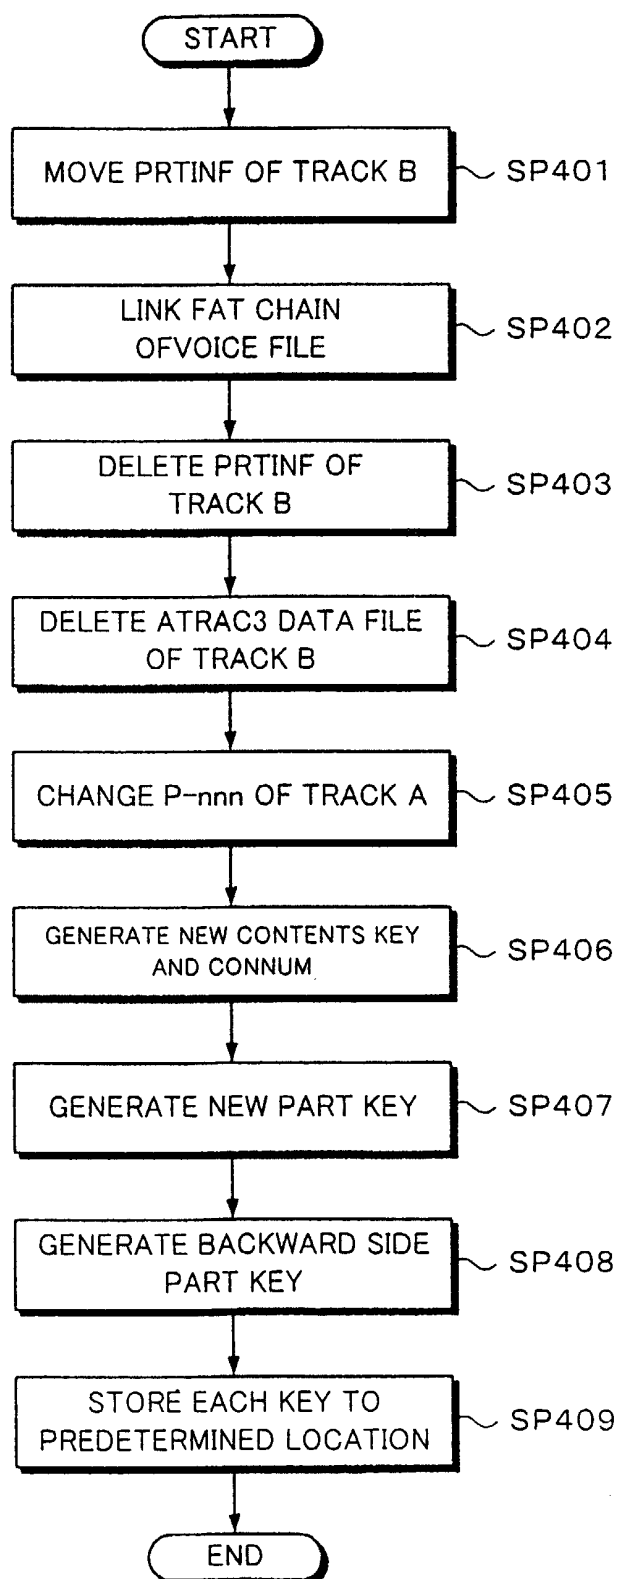 START
MOVE PRTINF OF TRACK B
SP401
LINK FAT CHAIN
OFVOICE FILE
SP402
DELETE PRTINF OF
TRACK B
SP403
DELETE ATRAC3 DATA FILE
OF TRACK B
SP404
CHANGE P-nnn OF TRACK A
SP405
GENERATE NEW CONTENTS KEY
AND CONNUM
SP406
GENERATE NEW PART KEY
SP407
GENERATE BACKWARD SIDE
PART KEY
SP408
STORE EACH KEY TO
PREDETERMINED LOCATION
SP409
END